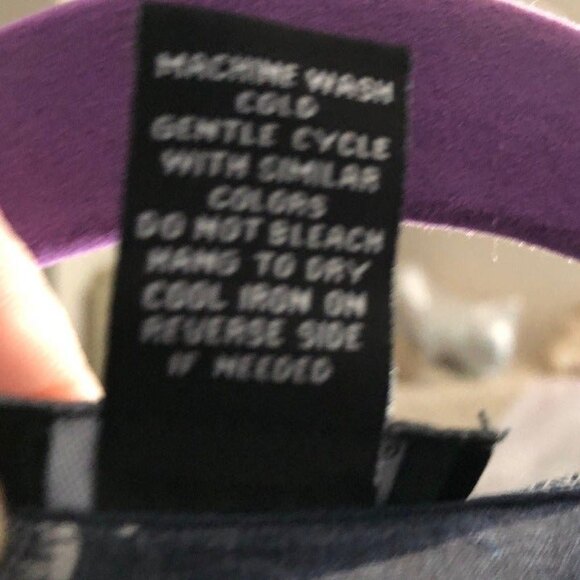 MACHINE WASH
COLD
GENTLE CYCLE
WITH SIMILAR
COLORS
DO NOT BLEACH
HANG TO DRY
COOL IRON ON
REVERSE SIDE
IF NEEDED